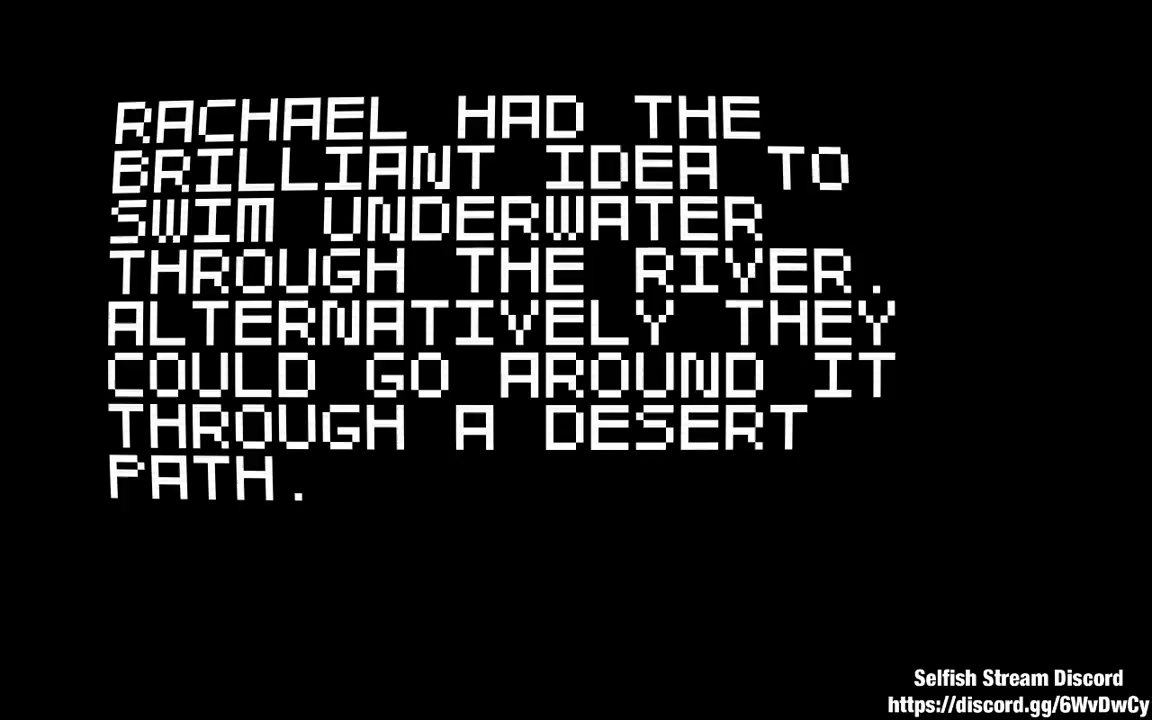 RACHAEL HAD THE
BRILLIANT IDEA TO
SWIM UNDERWATER
THROUGH THE RIVER.
ALTERNATIVELY THEY
COULD GO AROUND IT
THROUGH A DESERT
PATH.
Selfish Stream Discord
https://discord.gg/6WvDwCy